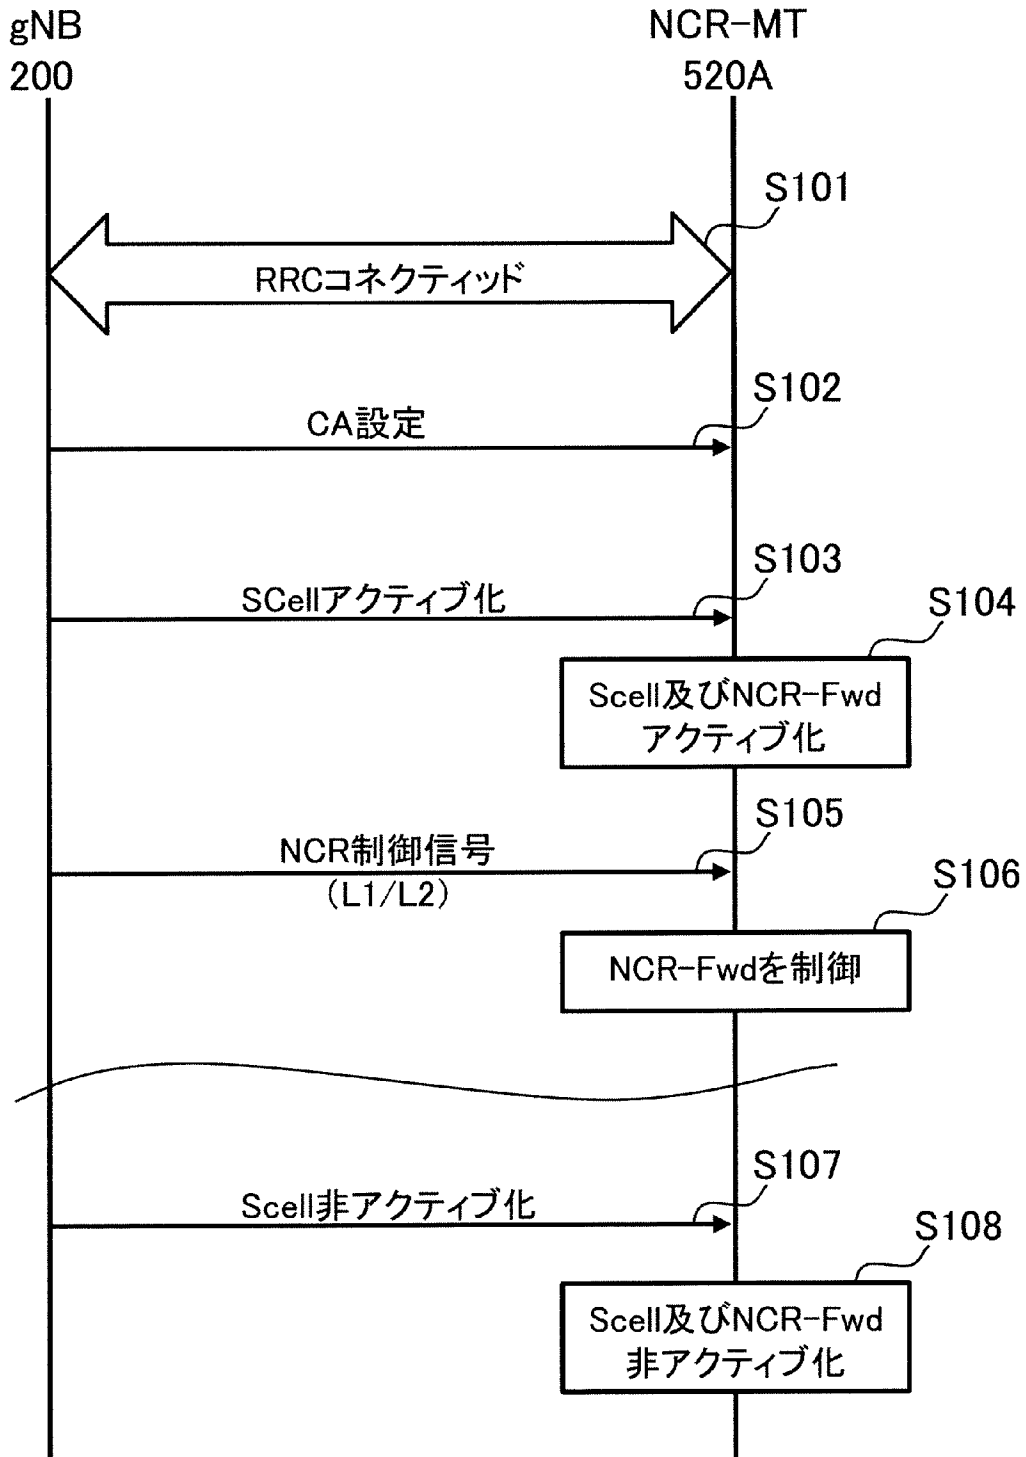 gNB
200
NCR-MT
520A
S101
RRCコネクティッド
S102
CA設定
S103
SCellアクティブ化
S104
Scell及びNCR-Fwd
アクティブ化
S105
NCR制御信号
(L1/L2)
S106
NCR-Fwdを制御
S107
Scell非アクティブ化
S108
Scell及びNCR-Fwd
非アクティブ化